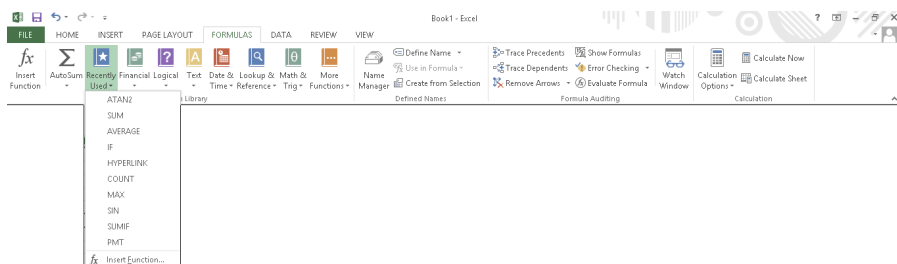 Book1 - Excel
FILE HOME INSERT PAGE LAYOUT FORMULAS DATA REVIEW VIEW
fx Insert Function
Σ AutoSum
Recently Used
Financial
Logical
Text
Date & Time
Lookup & Reference
Math & Trig
More Functions
Library
Name Manager
Define Name
Use in Formula
Create from Selection
Defined Names
Trace Precedents
Trace Dependents
Remove Arrows
Show Formulas
Error Checking
Evaluate Formula
Formula Auditing
Watch Window
Calculation Options
Calculate Now
Calculate Sheet
Calculation
ATAN2
SUM
AVERAGE
IF
HYPERLINK
COUNT
MAX
SIN
SUMIF
PMT
fx Insert Function...